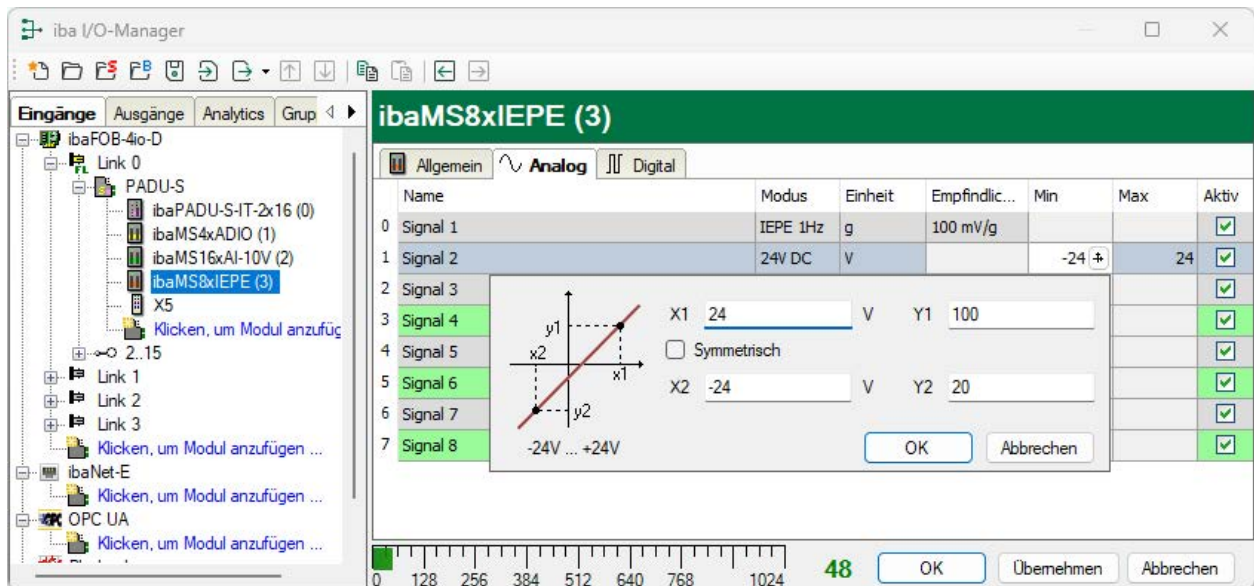 iba I/O-Manager
Eingänge Ausgänge Analytics Grup
ibaFOB-4io-D
Link 0
PADU-S
ibaPADU-S-IT-2x16 (0)
ibaMS4xADIO (1)
ibaMS16xAI-10V (2)
ibaMS8xIEPE (3)
X5
Klicken, um Modul anzufüg
2..15
Link 1
Link 2
Link 3
Klicken, um Modul anzufügen ...
ibaNet-E
Klicken, um Modul anzufügen ...
OPC UA
Klicken, um Modul anzufügen ...
ibaMS8xIEPE (3)
Allgemein Analog Digital
Name Modus Einheit Empfindlic... Min Max Aktiv
0 Signal 1 IEPE 1Hz g 100 mV/g
1 Signal 2 24V DC V -24 24
2 Signal 3
3 Signal 4
4 Signal 5
5 Signal 6
6 Signal 7
7 Signal 8
y1
x2
x1
y2
-24V ... +24V
X1 24 V Y1 100
Symmetrisch
X2 -24 V Y2 20
OK Abbrechen
0 128 256 384 512 640 768 1024
48 OK Übernehmen Abbrechen